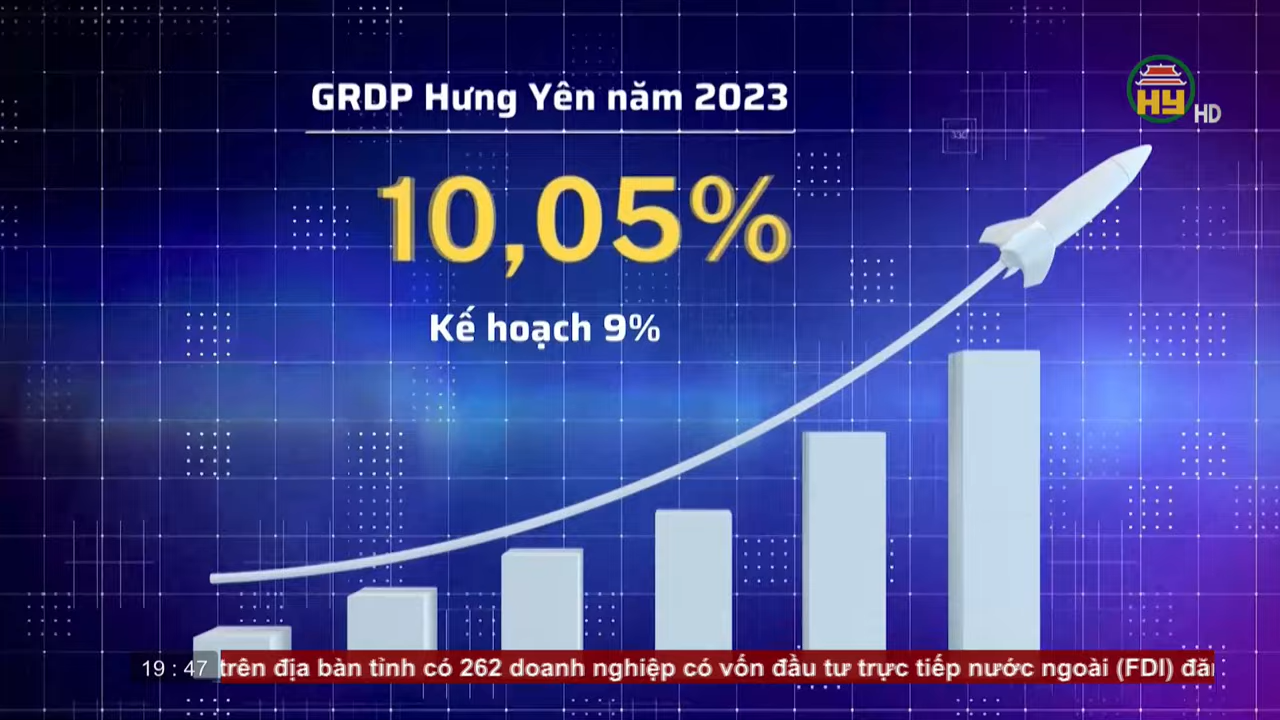 GRDP Hưng Yên năm 2023
HY HD
10,05%
Kế hoạch 9%
19 : 47 trên địa bàn tỉnh có 262 doanh nghiệp có vốn đầu tư trực tiếp nước ngoài (FDI)